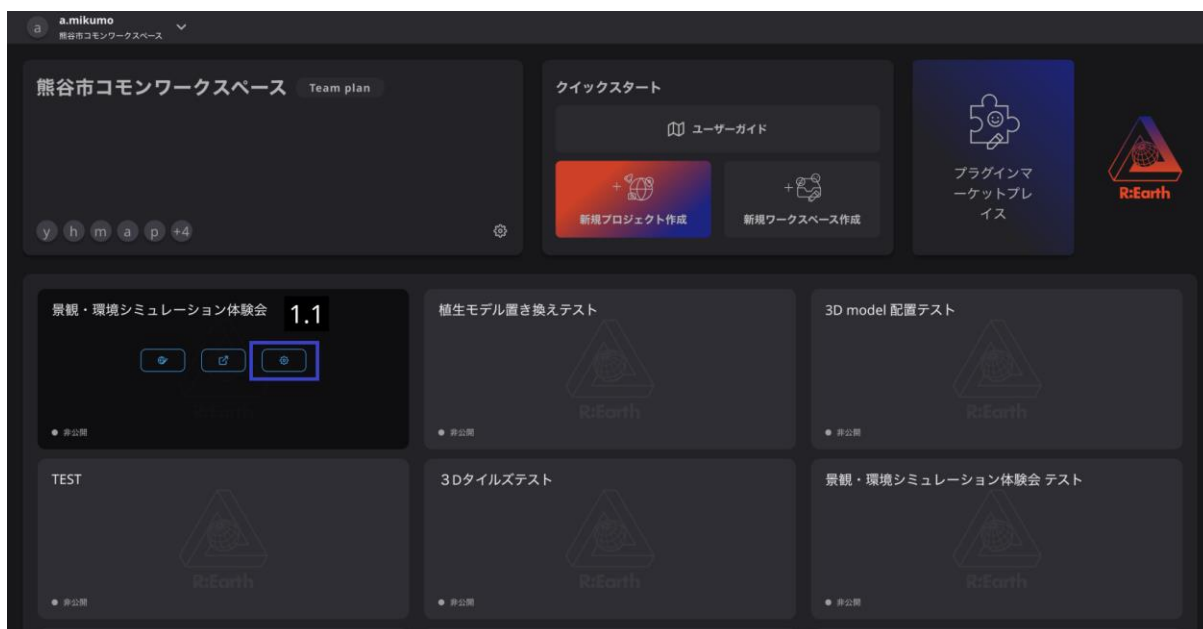 a
a.mikumo
熊谷市コモンワークスペース
熊谷市コモンワークスペース Team plan
y h m a p +4
クイックスタート
ユーザーガイド
+
新規プロジェクト作成
+
新規ワークスペース作成
プラグインマ
ーケットプレ
イス
R:Earth
景観・環境シミュレーション体験会 1.1
非公開
植生モデル置き換えテスト
R:Earth
非公開
3D model 配置テスト
R:Earth
非公開
TEST
R:Earth
非公開
3Dタイルズテスト
R:Earth
非公開
景観・環境シミュレーション体験会 テスト
R:Earth
非公開